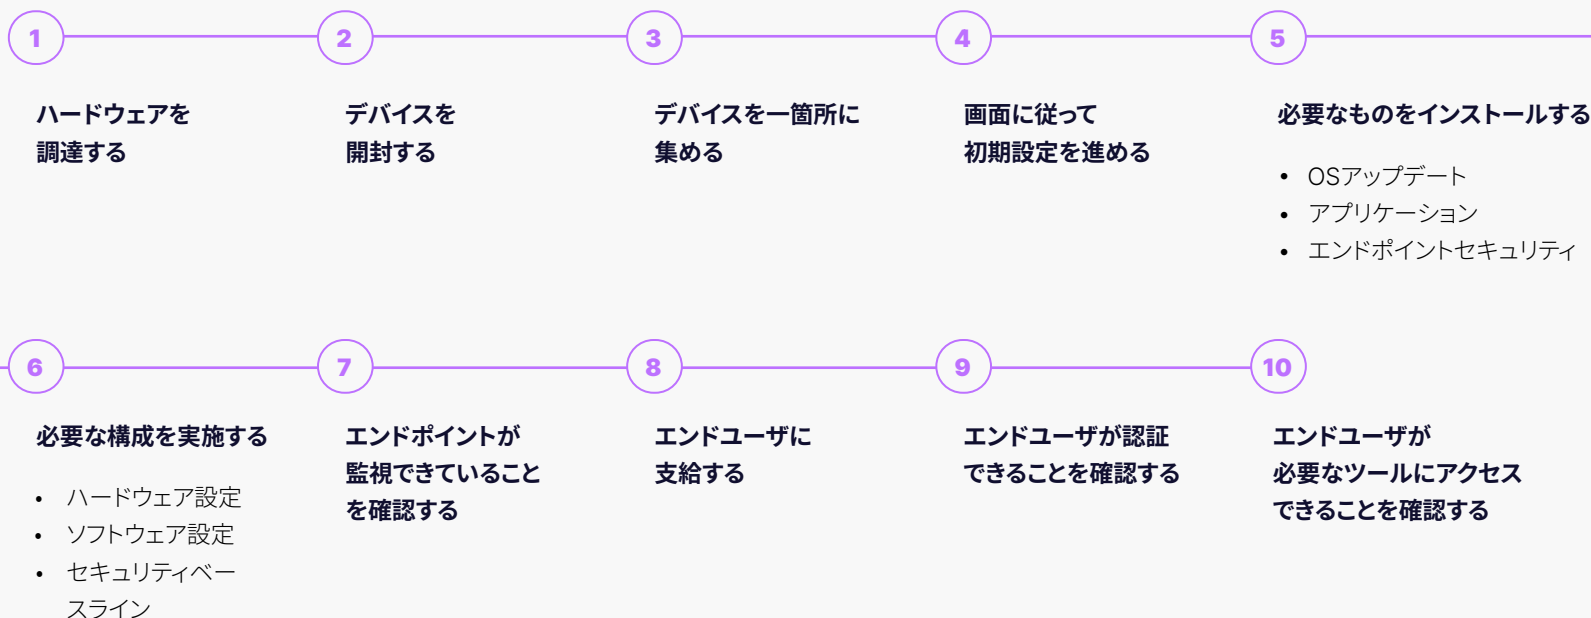 1
ハードウェアを
調達する
2
デバイスを
開封する
3
デバイスを一箇所に
集める
4
画面に従って
初期設定を進める
5
必要なものをインストールする
• OSアップデート
• アプリケーション
• エンドポイントセキュリティ
6
必要な構成を実施する
• ハードウェア設定
• ソフトウェア設定
• セキュリティベー
スライン
7
エンドポイントが
監視できていること
を確認する
8
エンドユーザに
支給する
9
エンドユーザが認証
できることを確認する
10
エンドユーザが
必要なツールにアクセス
できることを確認する